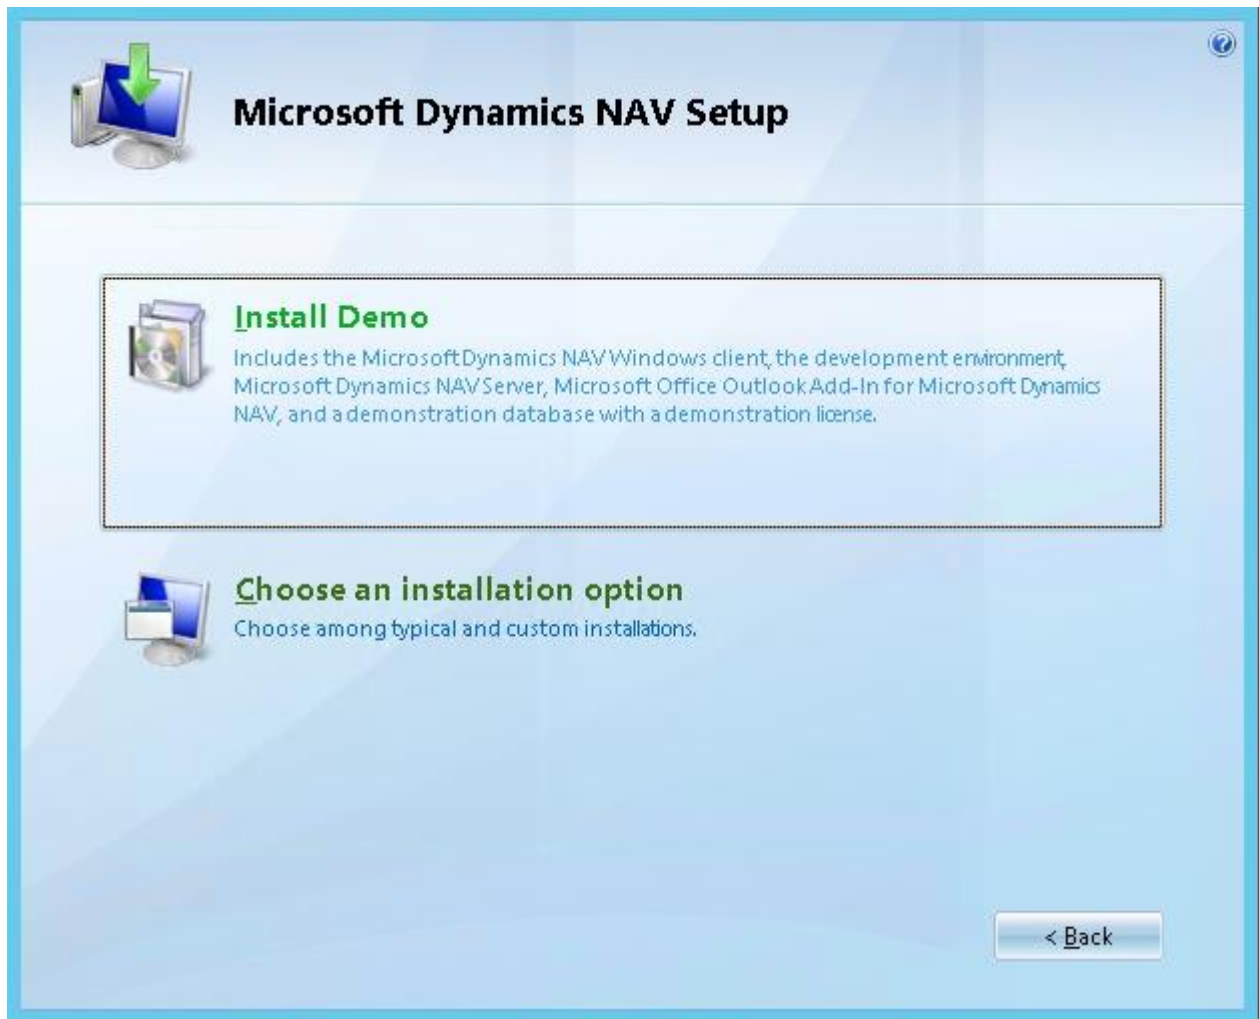 Microsoft Dynamics NAV Setup
Install Demo
Includes the Microsoft Dynamics NAV Windows client, the development environment,
Microsoft Dynamics NAV Server, Microsoft Office Outlook Add-In for Microsoft Dynamics
NAV, and a demonstration database with a demonstration license.
Choose an installation option
Choose among typical and custom installations.
< Back